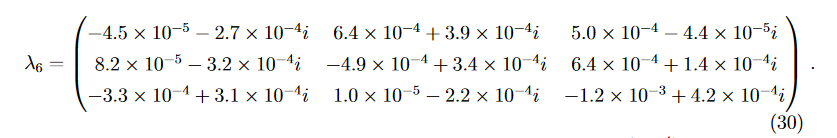 −4.5 × 10⁻⁵ − 2.7 × 10⁻⁴i 6.4 × 10⁻⁴ + 3.9 × 10⁻⁴i 5.0 × 10⁻⁴ − 4.4 × 10⁻⁵i
λ₆ = 8.2 × 10⁻⁵ − 3.2 × 10⁻⁴i −4.9 × 10⁻⁴ + 3.4 × 10⁻⁴i 6.4 × 10⁻⁴ + 1.4 × 10⁻⁴i .
−3.3 × 10⁻⁴ + 3.1 × 10⁻⁴i 1.0 × 10⁻⁵ − 2.2 × 10⁻⁴i −1.2 × 10⁻³ + 4.2 × 10⁻⁴i
(30)